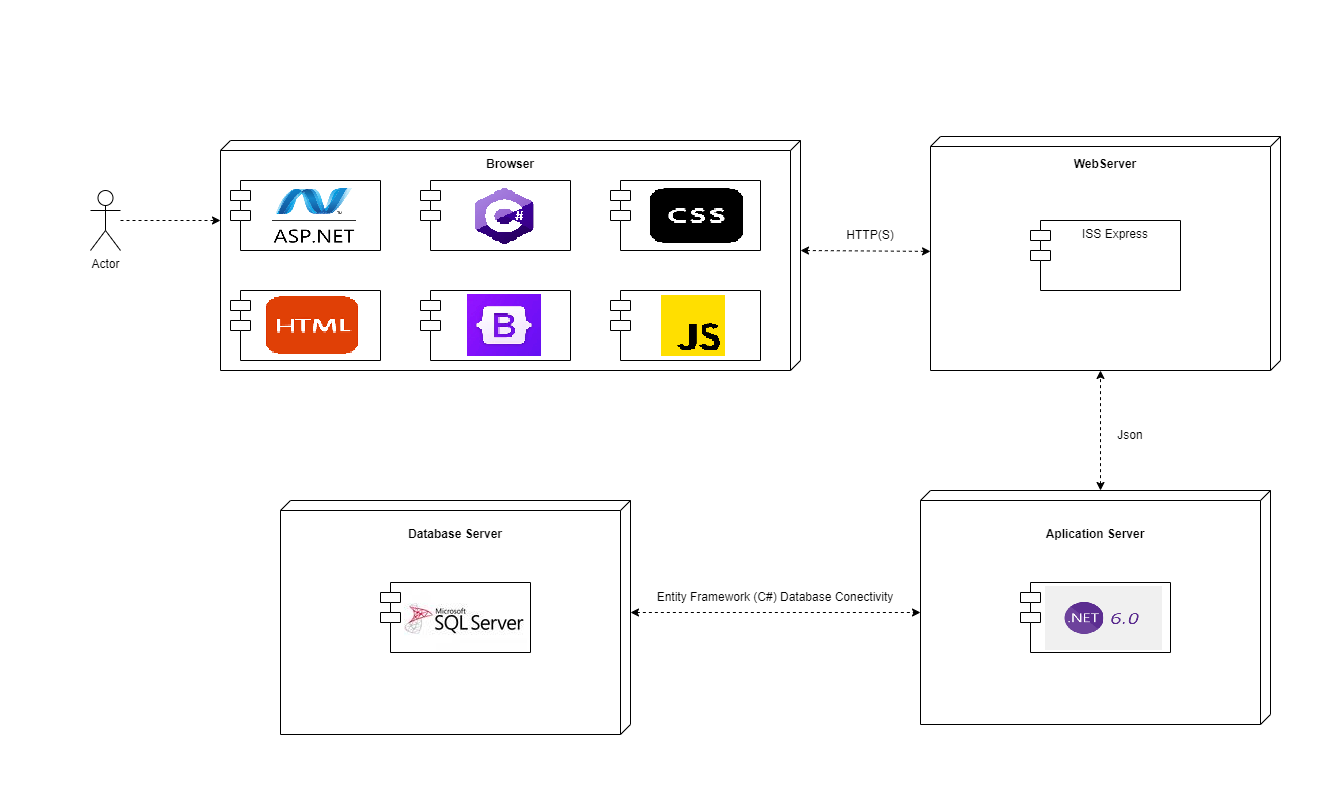 Browser
WebServer
ASP.NET
C#
CSS
ISS Express
HTTP(S)
Actor
HTML
B
JS
Json
Database Server
Aplication Server
Entity Framework (C#) Database Conectivity
Microsoft
SQL Server
.NET 6.0